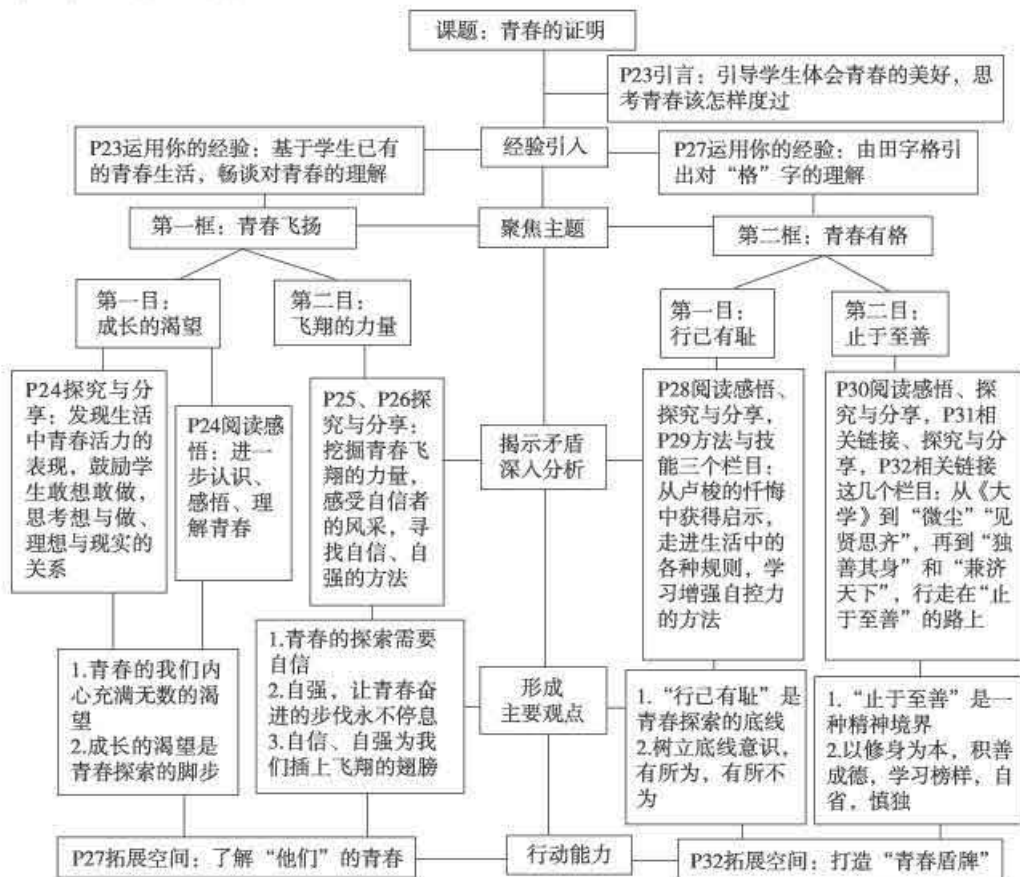 课题：青春的证明
P23引言：引导学生体会青春的美好，思
考青春该怎样度过
P23运用你的经验：基于学生已有
的青春生活，畅谈对青春的理解
经验引入
P27运用你的经验：由田字格引
出对“格”字的理解
第一框：青春飞扬
聚焦主题
第二框：青春有格
第一目：
成长的渴望
第二目：
飞翔的力量
第一目：
行己有耻
第二目：
止于至善
P24探究与分
享：发现生活
中青春活力的
表现，鼓励学
生敢想敢做，
思考想与做、
理想与现实的
关系
P24阅读感
悟：进一
步认识、
感悟、理
解青春
P25、P26探
究与分享：
挖掘青春飞
翔的力量，
感受自信者
的风采，寻
找自信、自
强的方法
揭示矛盾
深入分析
P28阅读感悟、
探究与分享，
P29方法与技
能三个栏目：
从卢梭的忏悔
中获得启示，
走进生活中的
各种规则，学
习增强自控力
的方法
P30阅读感悟、探
究与分享，P31相
关链接、探究与分
享，P32相关链接
这几个栏目：从《大
学》到“微尘”“见
贤思齐”，再到“独
善其身”和“兼济
天下”，行走在“止
于至善”的路上
1.青春的我们内
心充满无数的渴
望
2.成长的渴望是
青春探索的脚步
1.青春的探索需要
自信
2.自强，让青春奋
进的步伐永不停息
3.自信、自强为我
们插上飞翔的翅膀
形成
主要观点
1.“行己有耻”是
青春探索的底线
2.树立底线意识，
有所为，有所不
为
1.“止于至善”是一
种精神境界
2.以修身为本，积善
成德，学习榜样，自
省，慎独
P27拓展空间：了解“他们”的青春
行动能力
P32拓展空间：打造“青春盾牌”